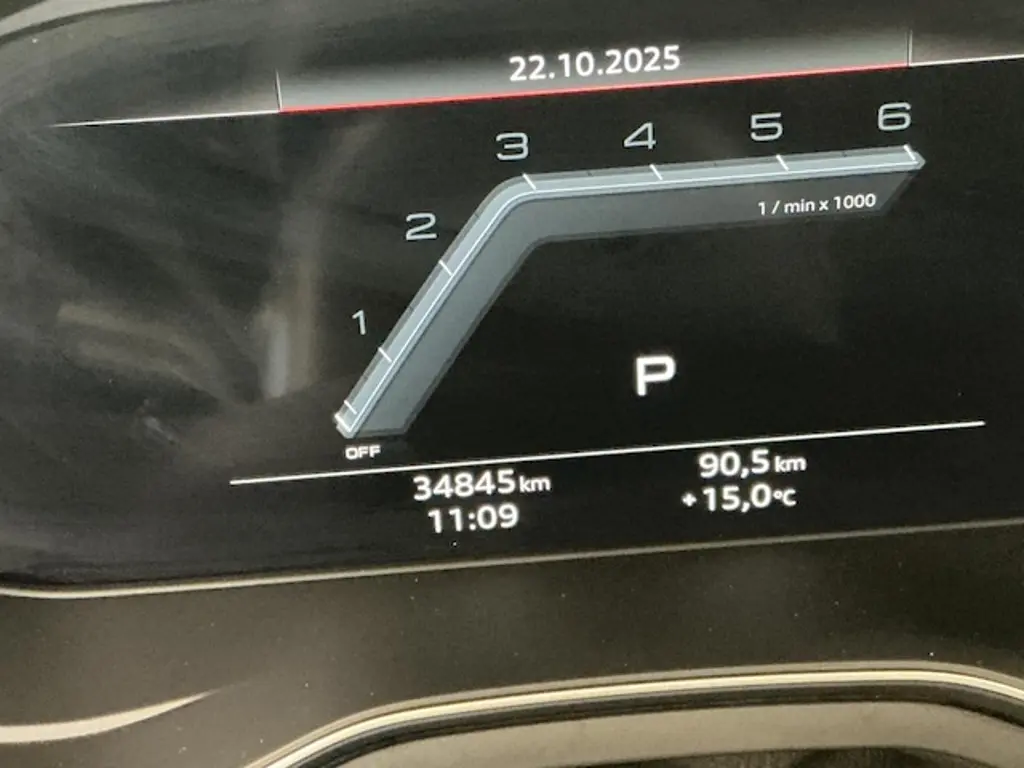 22.10.2025
3 4 5 6
1 / min x 1000
2
1
P
OFF
34845 km 90,5 km
11:09 +15,0°C